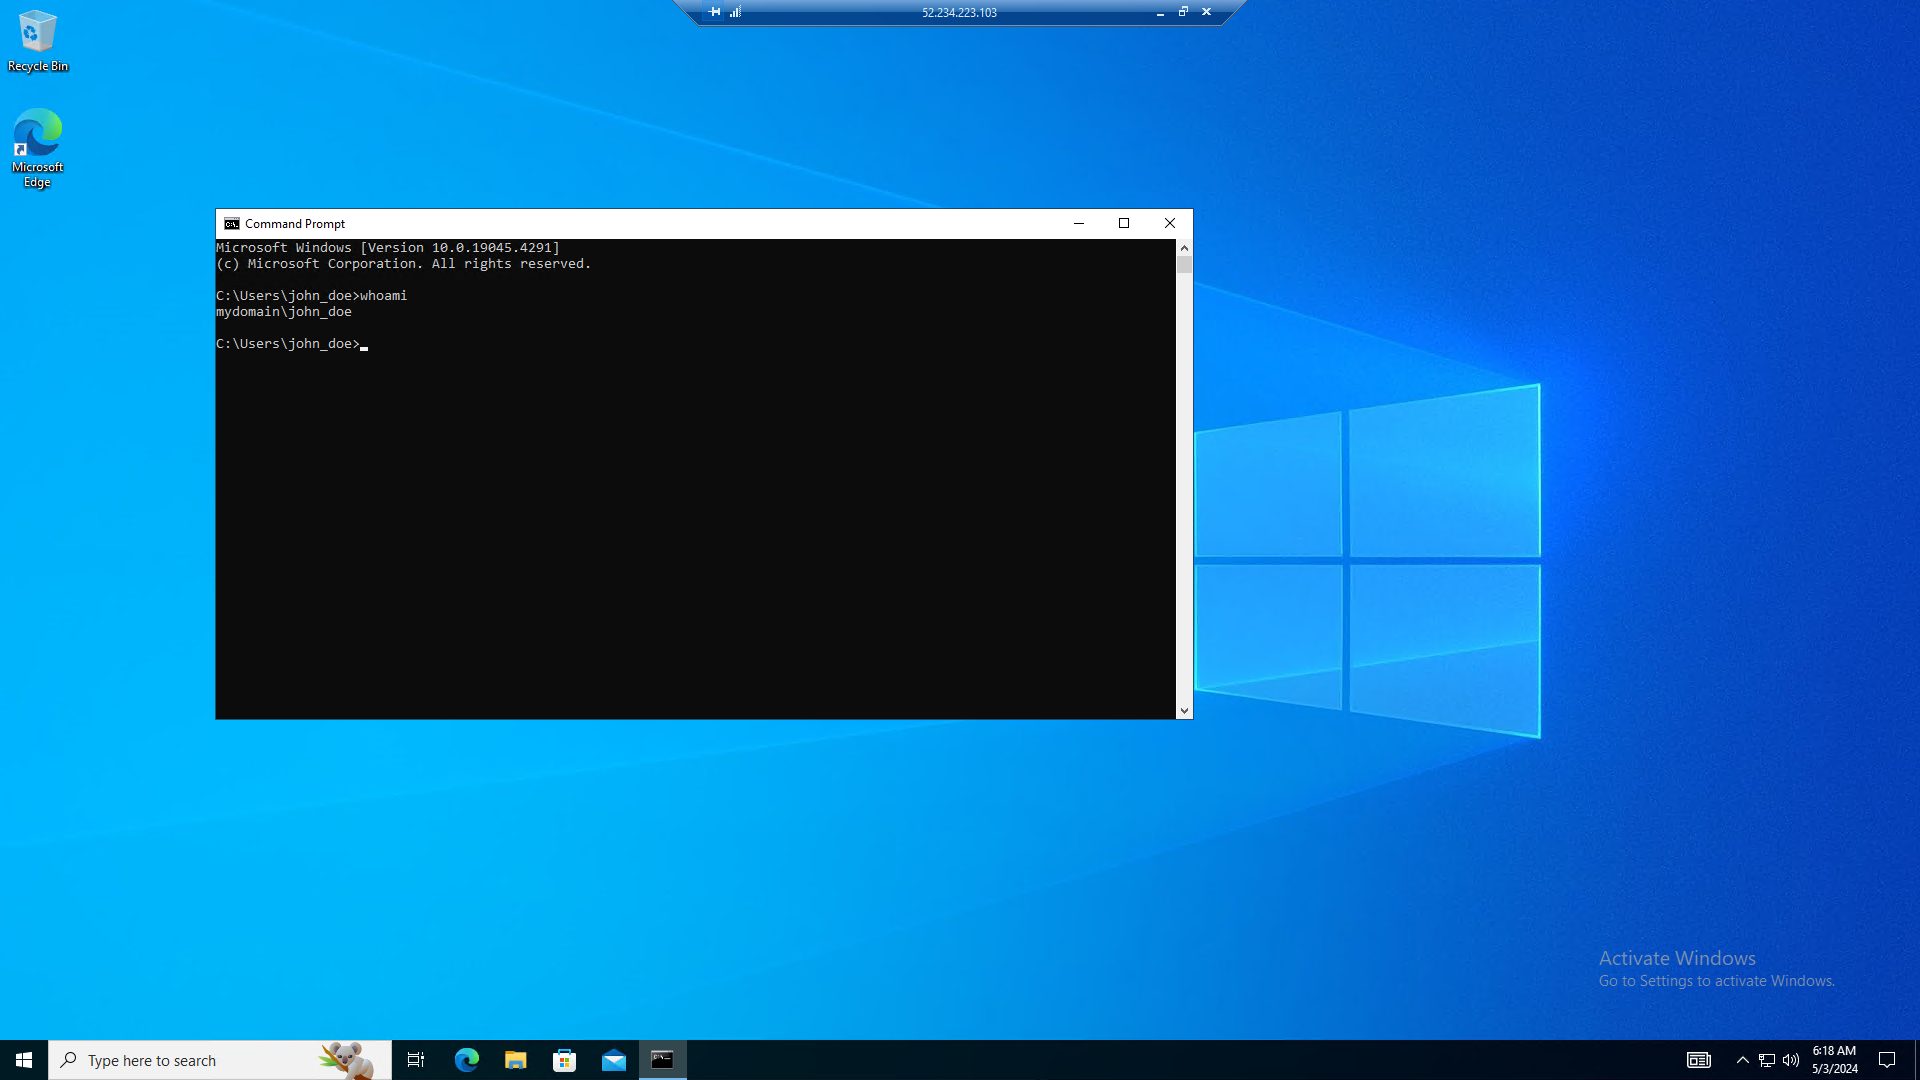 52.234.223.103
Recycle Bin
Microsoft
Edge
Command Prompt
Microsoft Windows [Version 10.0.19045.4291]
(c) Microsoft Corporation. All rights reserved.
C:\Users\john_doe>whoami
mydomain\john_doe
C:\Users\john_doe>
Activate Windows
Go to Settings to activate Windows.
Type here to search
6:18 AM
5/3/2024